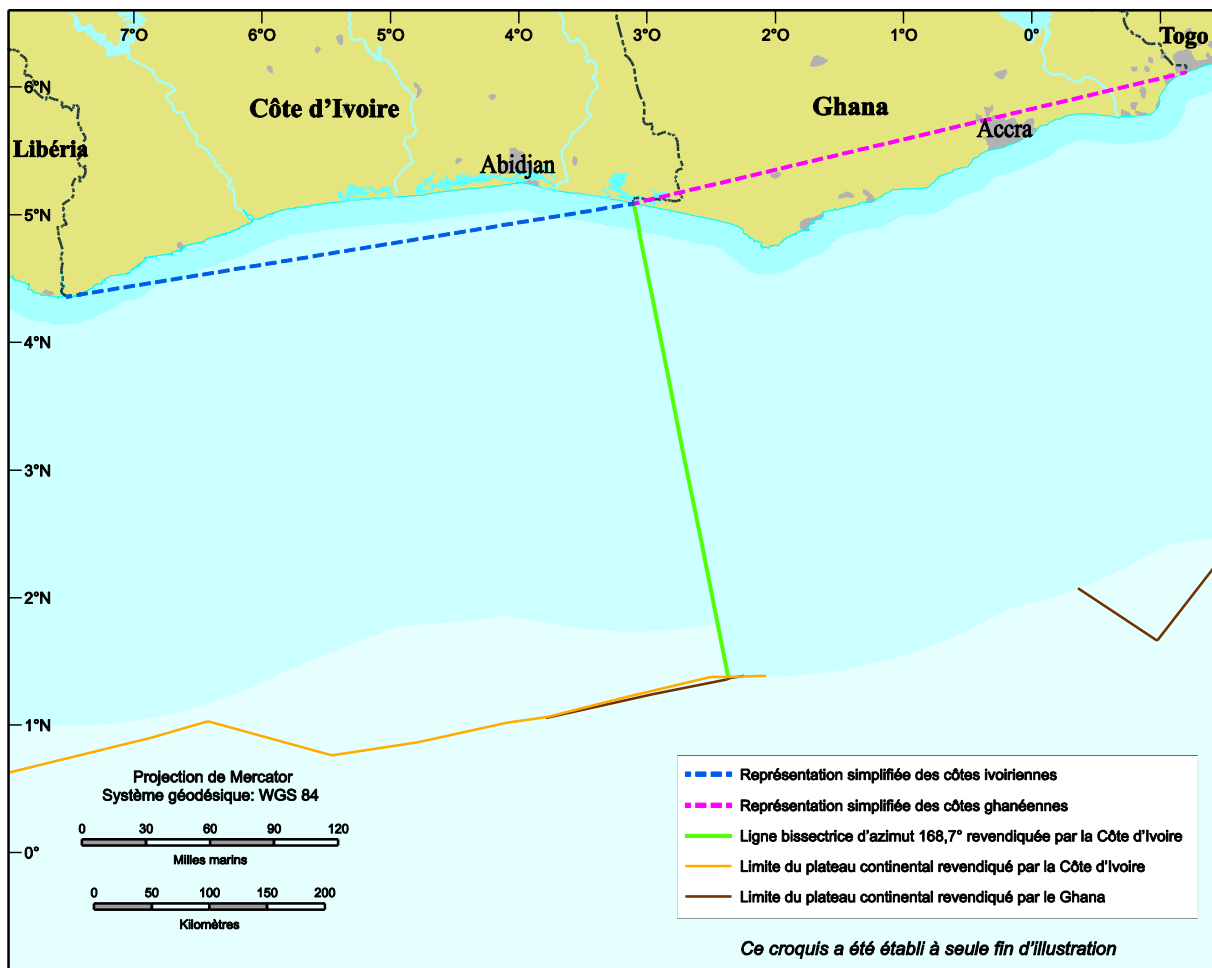 7°O 6°O 5°O 4°O 3°O 2°O 1°O 0°
Togo
6°N
Côte d'Ivoire
Ghana
Accra
Libéria
Abidjan
5°N
4°N
3°N
2°N
1°N
0°
Projection de Mercator
Système géodésique: WGS 84
0 30 60 90 120
Milles marins
0 50 100 150 200
Kilomètres
Représentation simplifiée des côtes ivoiriennes
Représentation simplifiée des côtes ghanéennes
Ligne bissectrice d'azimut 168,7° revendiquée par la Côte d'Ivoire
Limite du plateau continental revendiqué par la Côte d'Ivoire
Limite du plateau continental revendiqué par le Ghana
Ce croquis a été établi à seule fin d'illustration